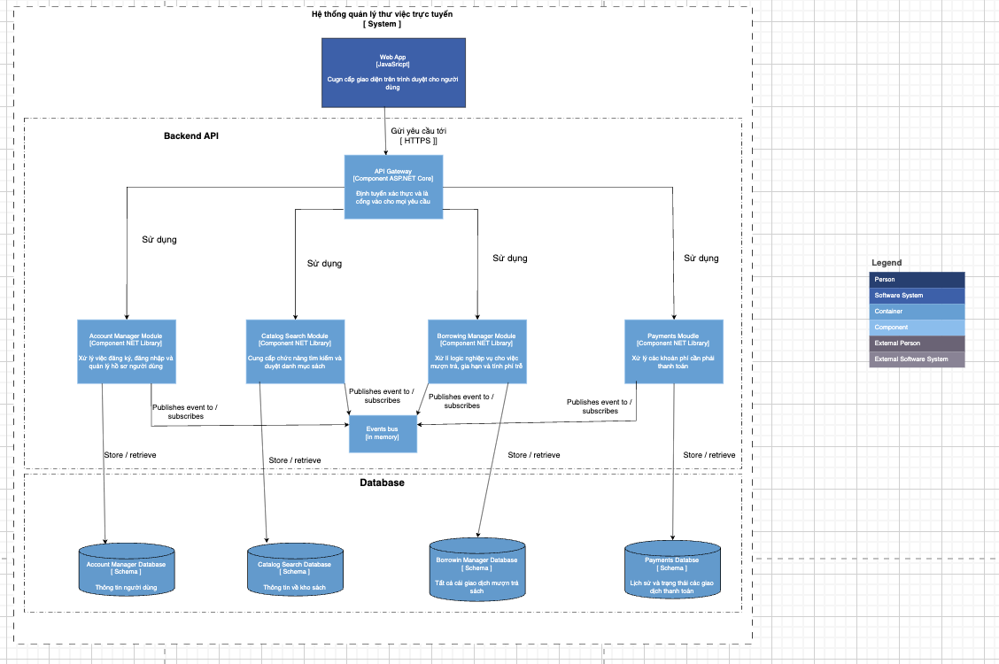 Hệ thống quản lý thư việc trực tuyến
[ System ]
Web App
[JavaSricpt]
Cugn cấp giao diện trên trình duyệt cho người
dùng
Backend API
Gửi yêu cầu tới
[ HTTPS ]]
API Gateway
[Component ASP.NET Core]
Định tuyến xác thực và là
cổng vào cho mọi yêu cầu
Sử dụng
Sử dụng
Sử dụng
Sử dụng
Account Manager Module
[Component NET Library]
Xử lý việc đăng ký, đăng nhập và
quản lý hồ sơ người dùng
Catalog Search Module
[Component NET Library]
Cung cấp chức năng tìm kiếm và
duyệt danh mục sách
Borrowing Manager Module
[Component NET Library]
Xử lí logic nghiệp vụ cho việc
mượn trả, gia hạn và tính phí trễ
Payments Moudle
[Component NET Library]
Xử lý các khoản phí cần phải
thanh toán
Publishes event to /
subscribes
Publishes event to /
subscribes
Publishes event to /
subscribes
Publishes event to /
subscribes
Events bus
[in memory]
Store / retrieve
Store / retrieve
Store / retrieve
Store / retrieve
Database
Account Manager Database
[ Schema ]
Thông tin người dùng
Catalog Search Database
[ Schema ]
Thông tin về kho sách
Borrowin Manager Database
[ Schema ]
Tất cả cải giao dịch mượn trả
sách
Payments Databse
[ Schema ]
Lịch sử và trạng thái các giao
dịch thanh toán
Legend
Person
Software System
Container
Component
External Person
External Software System